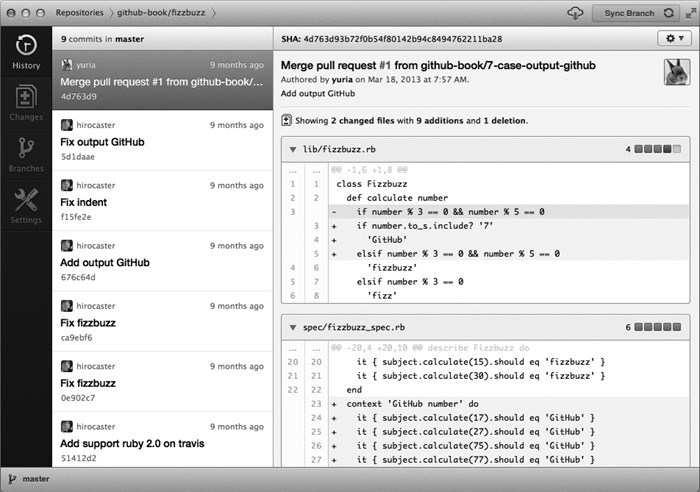 Repositories
github-book/fizzbuzz
Sync Branch
History
Changes
Branches
Settings
9 commits in master
yuria 9 months ago
Merge pull request #1 from github-book/...
4d763d9
hirocaster 9 months ago
Fix output GitHub
5d1daae
hirocaster 9 months ago
Fix indent
f15fe2e
hirocaster 9 months ago
Add output GitHub
676c64d
hirocaster 9 months ago
Fix fizzbuzz
ca9ebf6
hirocaster 9 months ago
Fix fizzbuzz
0e902c7
hirocaster 9 months ago
Add support ruby 2.0 on travis
51412d2
SHA: 4d763d93b72f0b54f80142b94c8494762211ba28
Merge pull request #1 from github-book/7-case-output-github
Authored by yuria on Mar 18, 2013 at 7:57 AM.
Add output GitHub
Showing 2 changed files with 9 additions and 1 deletion.
lib/fizzbuzz.rb 4
... ... @@ -1,6 +1,8 @@
1 1 class Fizzbuzz
2 2 def calculate number
3 - if number % 3 == 0 && number % 5 == 0
3 + if number.to_s.include? '7'
4 + 'GitHub'
5 + elsif number % 3 == 0 && number % 5 == 0
4 6 'fizzbuzz'
5 7 elsif number % 3 == 0
6 8 'fizz'
spec/fizzbuzz_spec.rb 6
... ... @@ -20,4 +20,10 @@ describe Fizzbuzz do
20 20 it { subject.calculate(15).should eq 'fizzbuzz' }
21 21 it { subject.calculate(30).should eq 'fizzbuzz' }
22 22 end
23 + context 'GitHub number' do
24 + it { subject.calculate(17).should eq 'GitHub' }
25 + it { subject.calculate(27).should eq 'GitHub' }
26 + it { subject.calculate(75).should eq 'GitHub' }
27 + it { subject.calculate(77).should eq 'GitHub' }
master